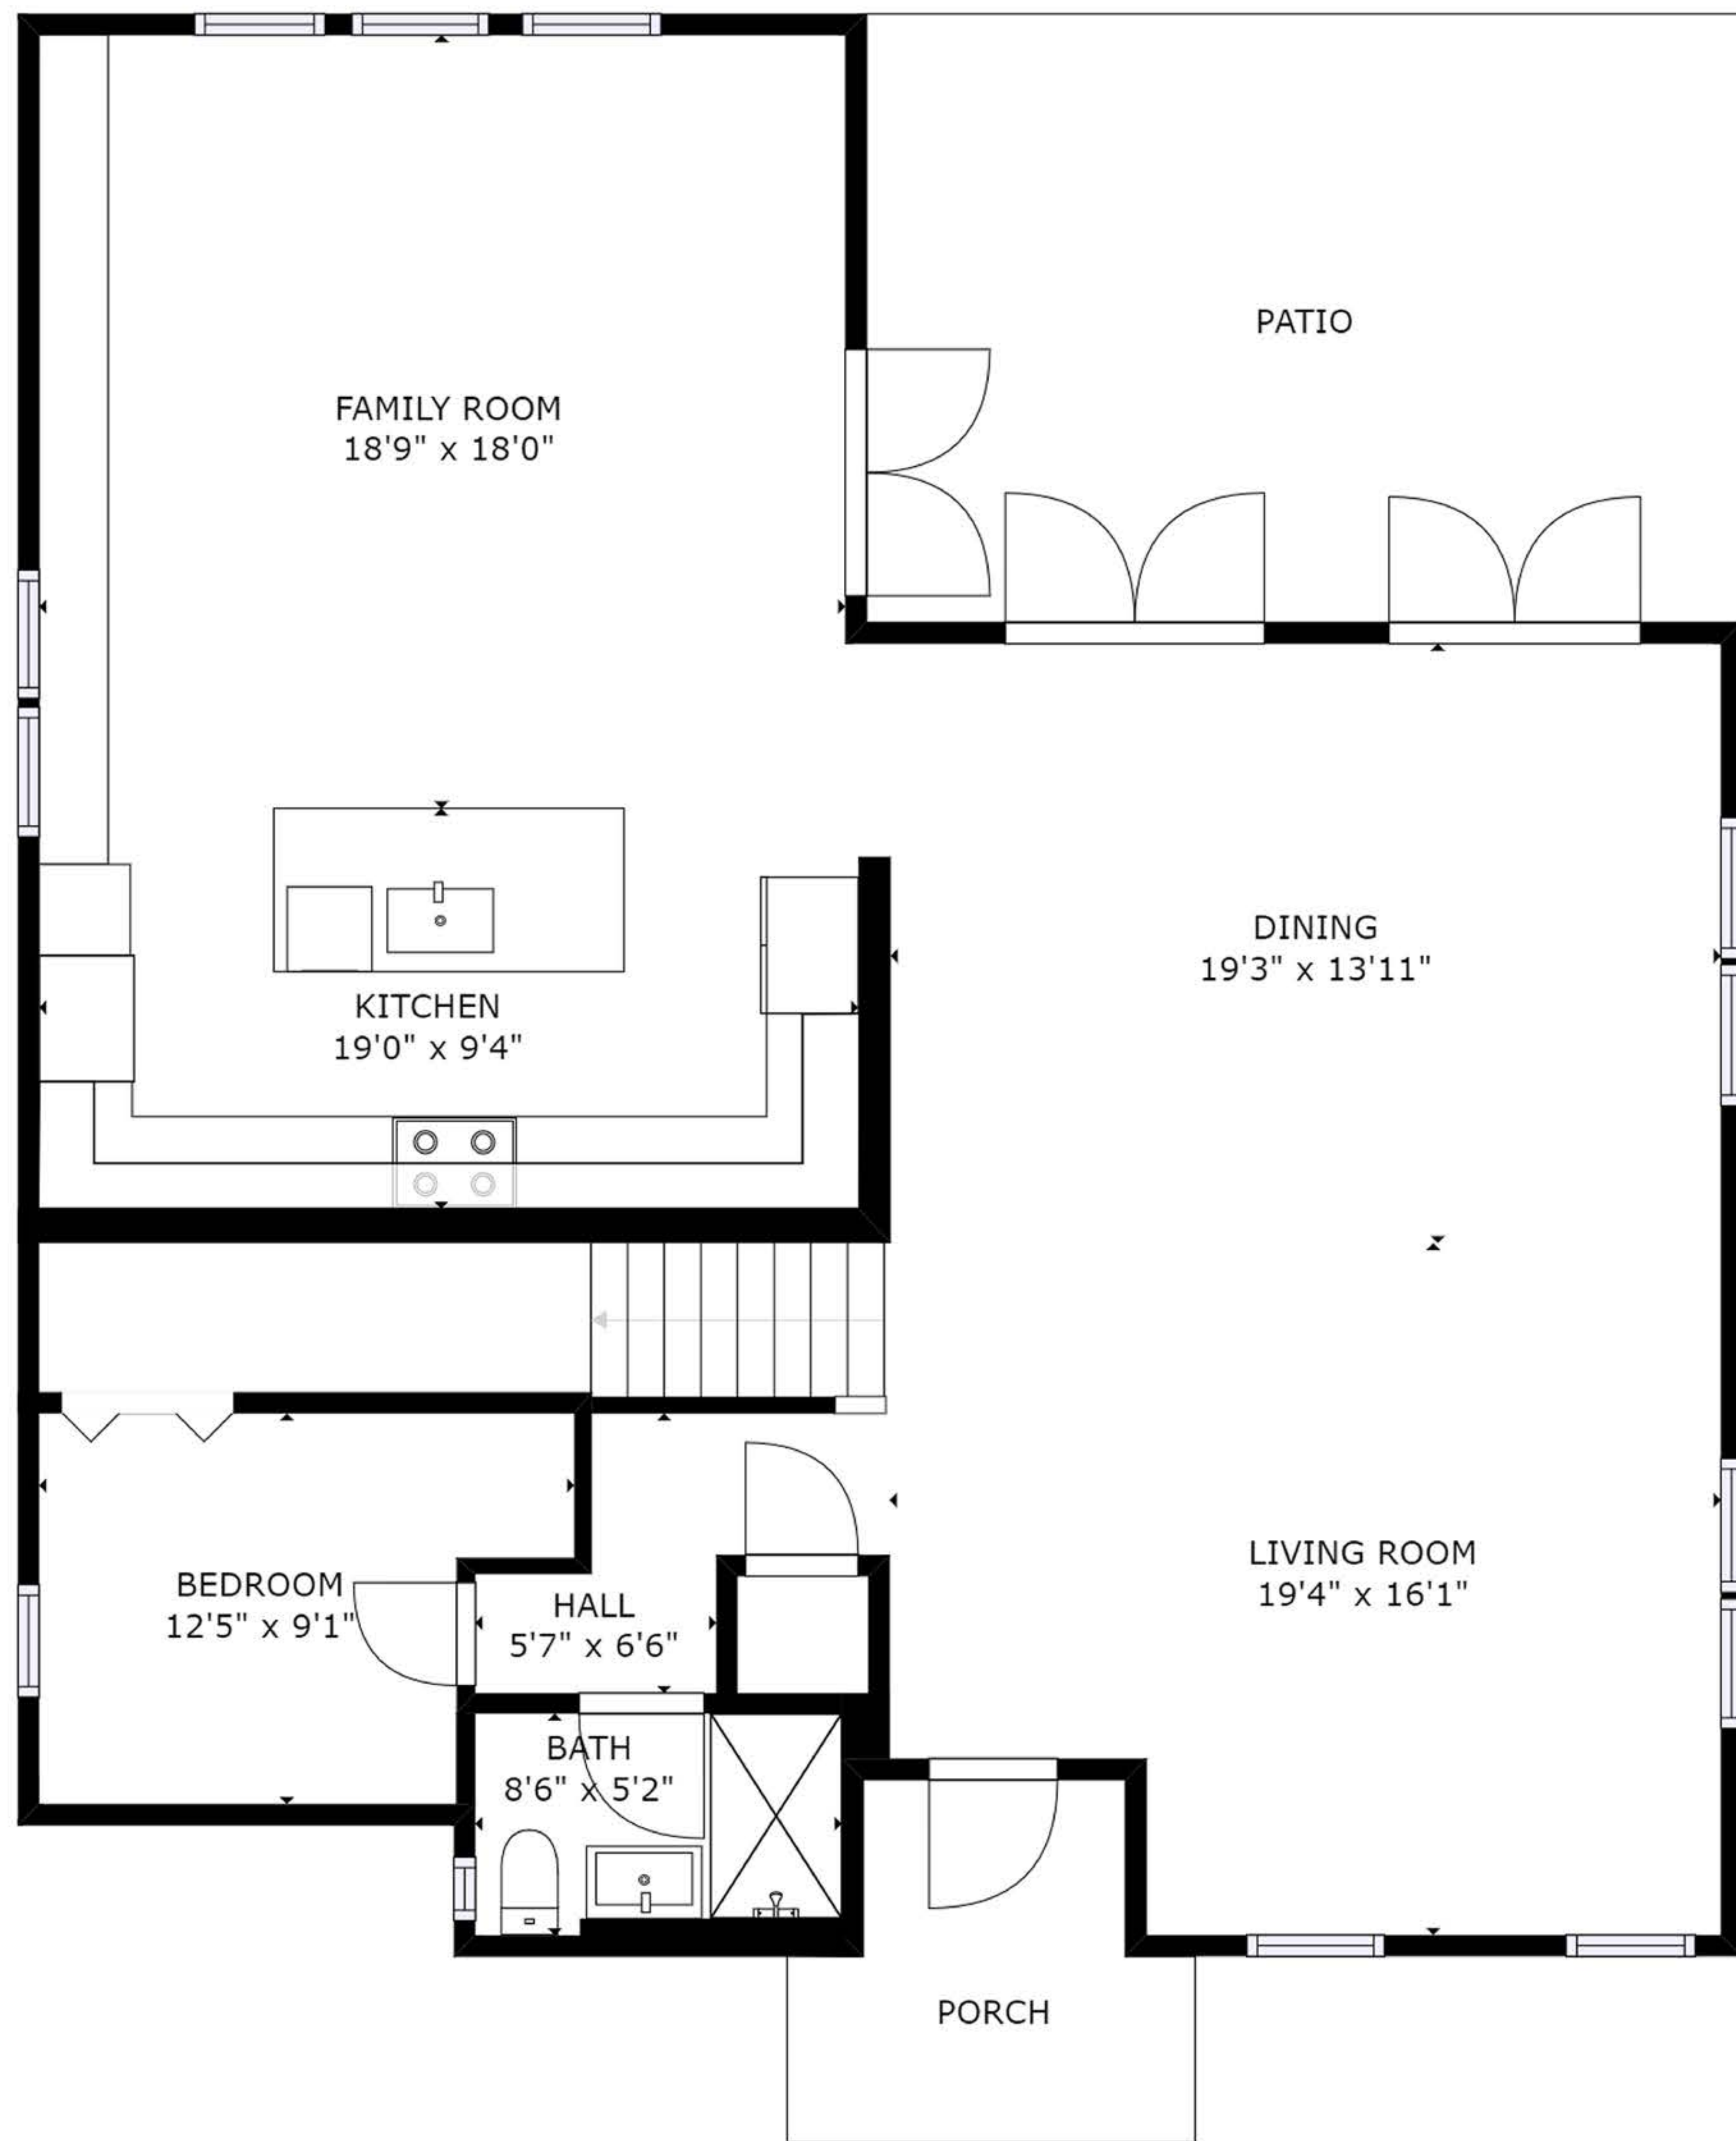 PATIO
FAMILY ROOM
18'9" x 18'0"
DINING
19'3" x 13'11"
KITCHEN
19'0" x 9'4"
LIVING ROOM
19'4" x 16'1"
BEDROOM
12'5" x 9'1"
HALL
5'7" x 6'6"
BATH
8'6" x 5'2"
PORCH